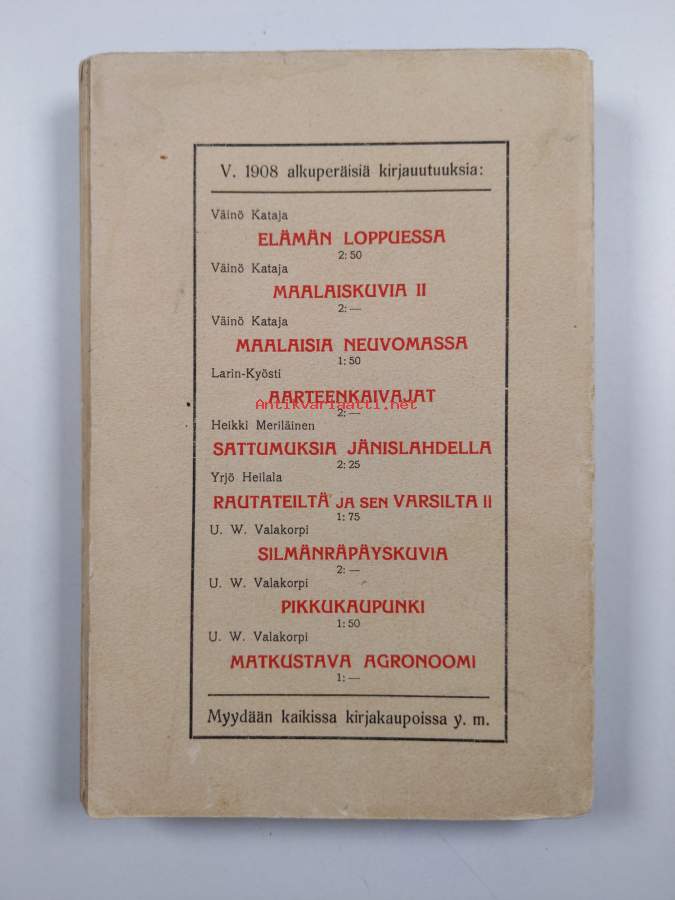 V. 1908 alkuperäisiä kirjauutuuksia:
Väinö Kataja
ELÄMÄN LOPPUESSA
2:50
Väinö Kataja
MAALAISKUVIA II
2:—
Väinö Kataja
MAALAISIA NEUVOMASSA
1:50
Larin-Kyösti
AARTEENKAIVAJAT
Antikvariaatti.net
2:—
Heikki Meriläinen
SATTUMUKSIA JÄNISLAHDELLA
2:25
Yrjö Heilala
RAUTATEILTÄ JA SEN VARSILTA II
1:75
U. W. Valakorpi
SILMÄNRÄPÄYSKUVIA
2:—
U. W. Valakorpi
PIKKUKAUPUNKI
1:50
U. W. Valakorpi
MATKUSTAVA AGRONOOMI
1:—
Myydään kaikissa kirjakaupoissa y. m.